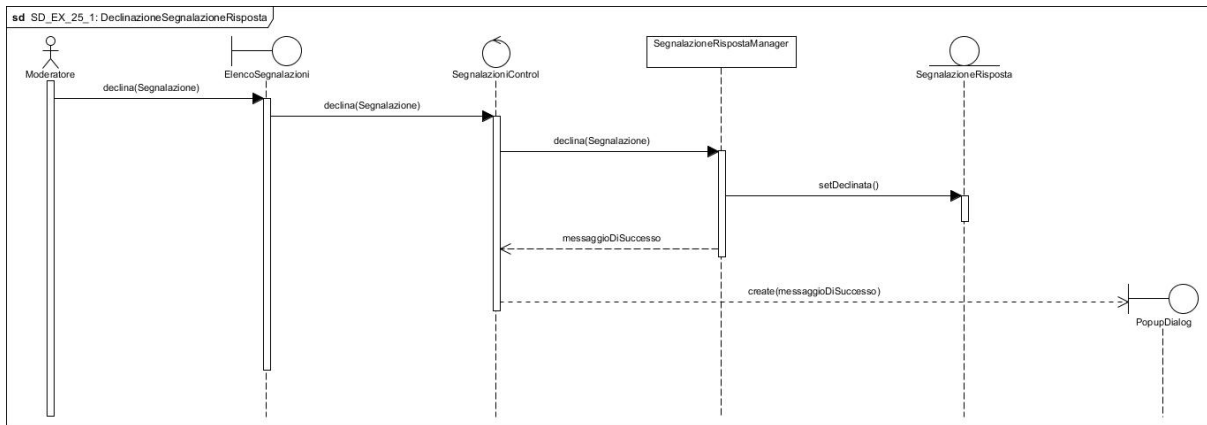 sd SD_EX_25_1: DeclinazioneSegnalazioneRisposta
Moderatore
ElencoSegnalazioni
SegnalazioniControl
SegnalazioneRispostaManager
SegnalazioneRisposta
declina(Segnalazione)
declina(Segnalazione)
declina(Segnalazione)
setDeclinata()
messaggioDiSuccesso
create(messaggioDiSuccesso)
PopupDialog